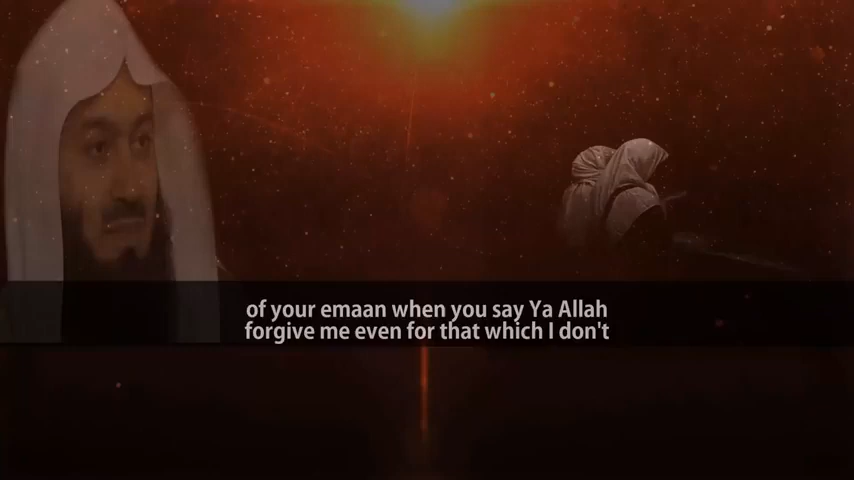 of your emaan when you say Ya Allah
forgive me even for that which I don't